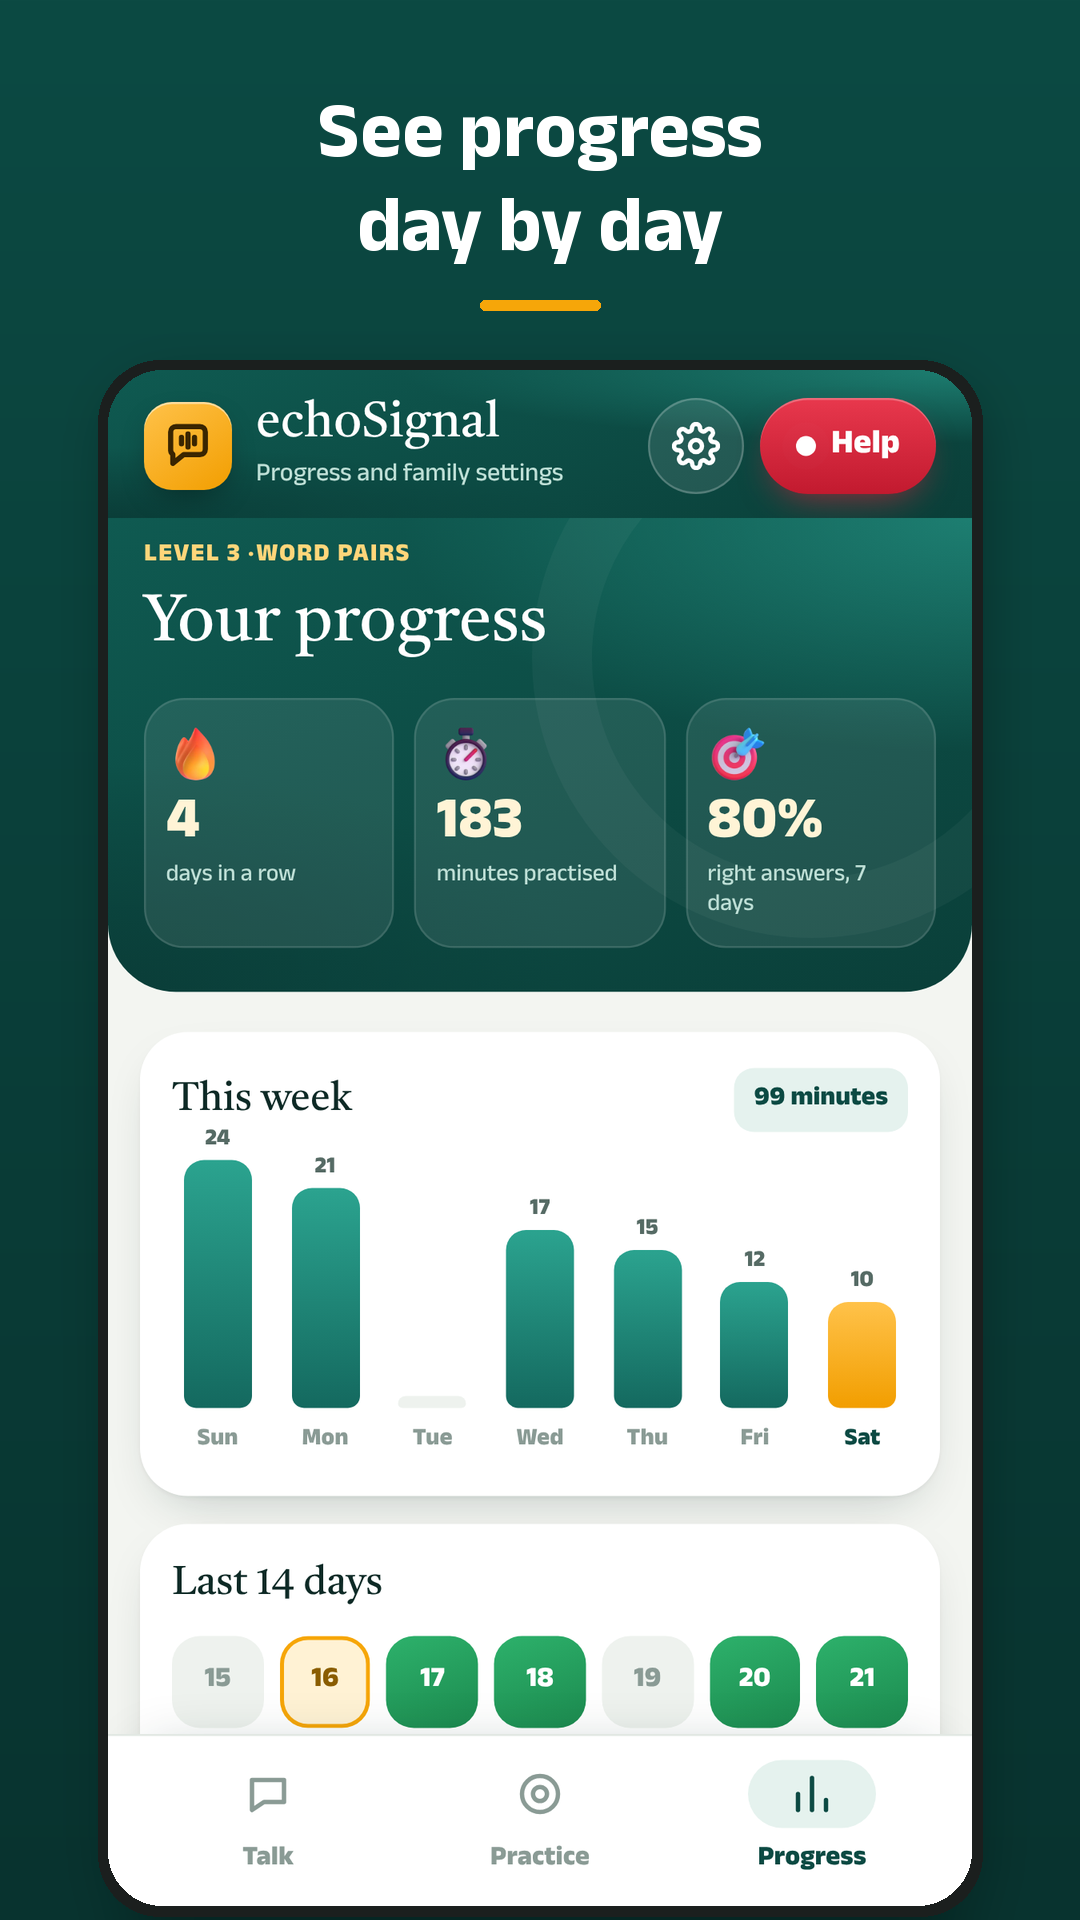 See progress
day by day
echoSignal
Progress and family settings
Help
LEVEL 3 · WORD PAIRS
Your progress
4
days in a row
183
minutes practised
80%
right answers, 7
days
This week
99 minutes
24
21
17
15
12
10
Sun
Mon
Tue
Wed
Thu
Fri
Sat
Last 14 days
15
16
17
18
19
20
21
Talk
Practice
Progress